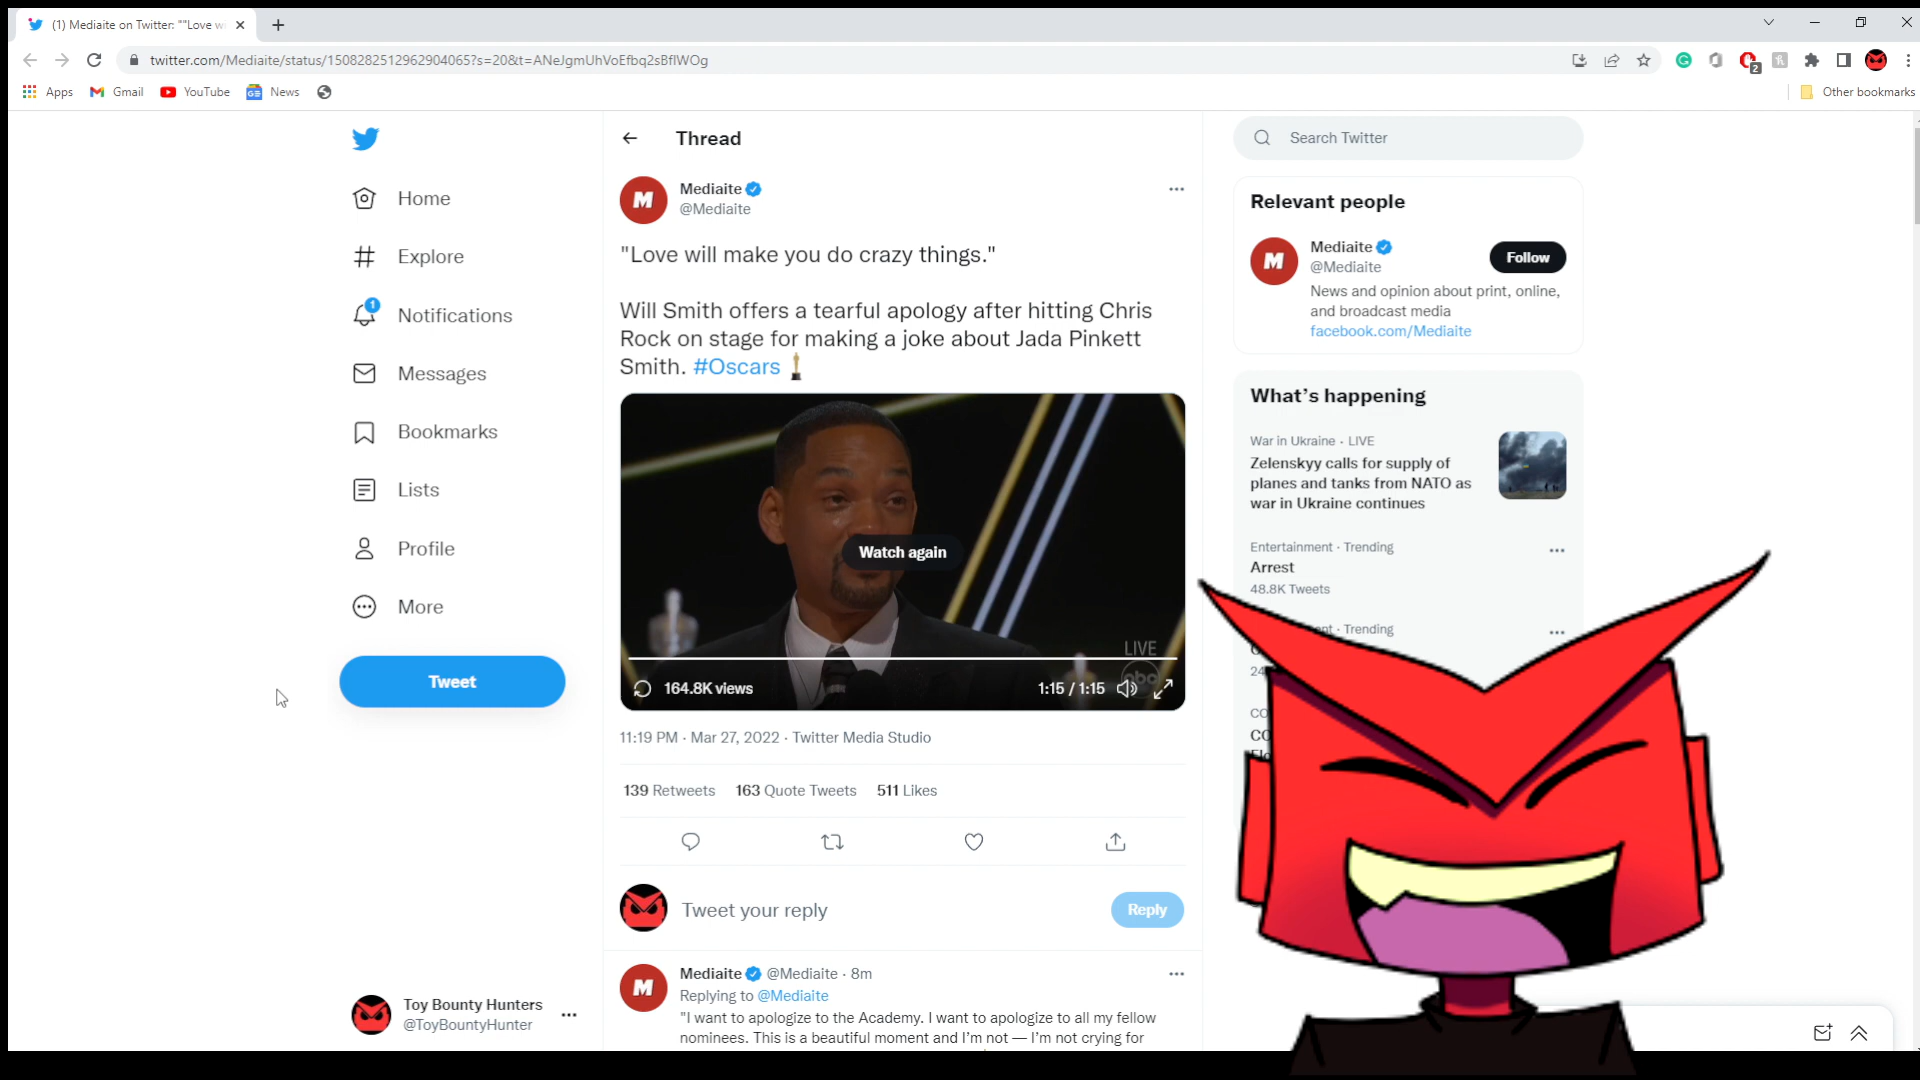 (1) Mediaite on Twitter: ""Love w
twitter.com/Mediaite/status/1508282512962904065?s=20&t=ANeJgmUhVoEfbq2sBflWOg
2
Apps
Gmail
YouTube
News
Other bookmarks
Home
Explore
1
Notifications
Messages
Bookmarks
Lists
Profile
More
Tweet
Toy Bounty Hunters
@ToyBountyHunter
Thread
M
Mediaite
@Mediaite
"Love will make you do crazy things."
Will Smith offers a tearful apology after hitting Chris
Rock on stage for making a joke about Jada Pinkett
Smith. #Oscars
Watch again
LIVE
abc
164.8K views
1:15 / 1:15
11:19 PM · Mar 27, 2022 · Twitter Media Studio
139 Retweets 163 Quote Tweets 511 Likes
Tweet your reply
Reply
M
Mediaite @Mediaite · 8m
Replying to @Mediaite
"I want to apologize to the Academy. I want to apologize to all my fellow
nominees. This is a beautiful moment and I'm not — I'm not crying for
Search Twitter
Relevant people
M
Mediaite
@Mediaite
Follow
News and opinion about print, online,
and broadcast media
facebook.com/Mediaite
What's happening
War in Ukraine · LIVE
Zelenskyy calls for supply of
planes and tanks from NATO as
war in Ukraine continues
Entertainment · Trending
Arrest
48.8K Tweets
Trending